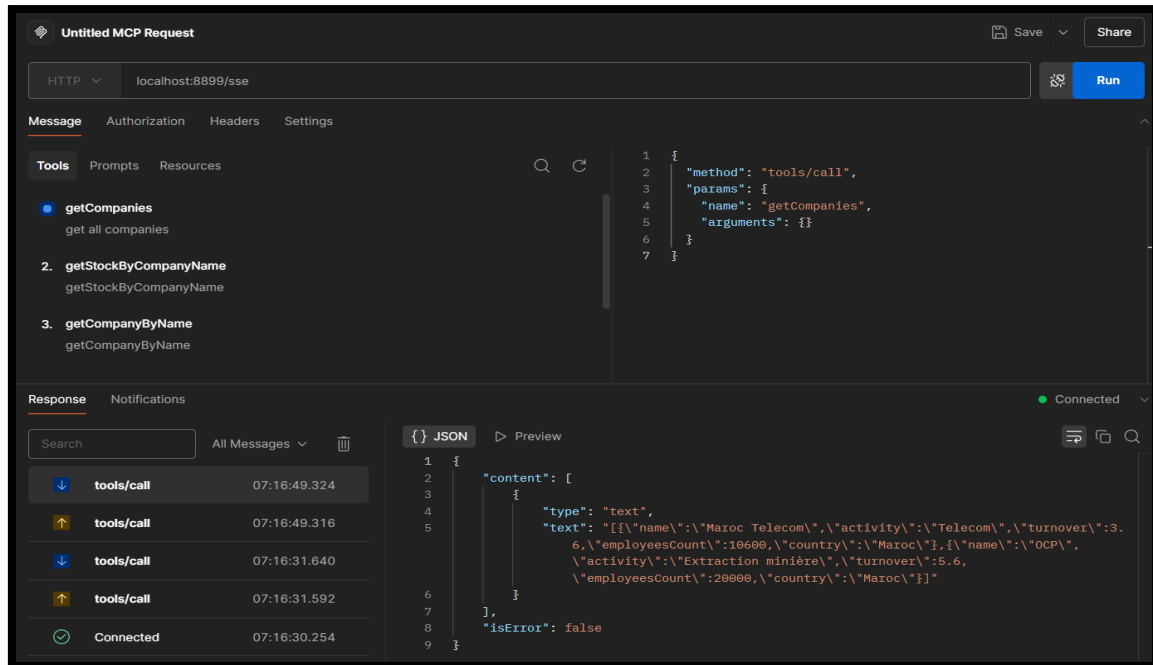 Untitled MCP Request
Save
Share
HTTP
localhost:8899/sse
Run
Message Authorization Headers Settings
Tools Prompts Resources
getCompanies
get all companies
2. getStockByCompanyName
getStockByCompanyName
3. getCompanyByName
getCompanyByName
1 {
2 "method": "tools/call",
3 "params": {
4 "name": "getCompanies",
5 "arguments": {}
6 }
7 }
Response Notifications
Connected
Search
All Messages
tools/call 07:16:49.324
tools/call 07:16:49.316
tools/call 07:16:31.640
tools/call 07:16:31.592
Connected 07:16:30.254
{} JSON Preview
1 {
2 "content": [
3 {
4 "type": "text",
5 "text": "[{\"name\":\"Maroc Telecom\",\"activity\":\"Telecom\",\"turnover\":3.
6,\"employeesCount\":10600,\"country\":\"Maroc\"},{\"name\":\"OCP\",
\"activity\":\"Extraction minière\",\"turnover\":5.6,
\"employeesCount\":20000,\"country\":\"Maroc\"}]"
6 }
7 ],
8 "isError": false
9 }